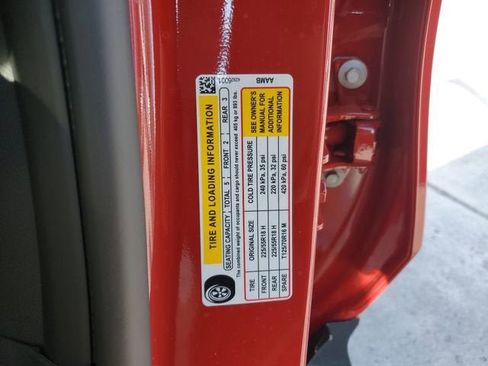 42605001 AAMB
TIRE AND LOADING INFORMATION
SEATING CAPACITY TOTAL 5 FRONT 2 REAR 3
The combined weight of occupants and cargo should never exceed 405 kg or 893 lbs.
TIRE ORIGINAL SIZE COLD TIRE PRESSURE
FRONT 225/55R18 H 240 kPa, 35 psi
REAR 225/55R18 H 220 kPa, 32 psi
SPARE T125/70R16 M 420 kPa, 60 psi
SEE OWNER'S
MANUAL FOR
ADDITIONAL
INFORMATION